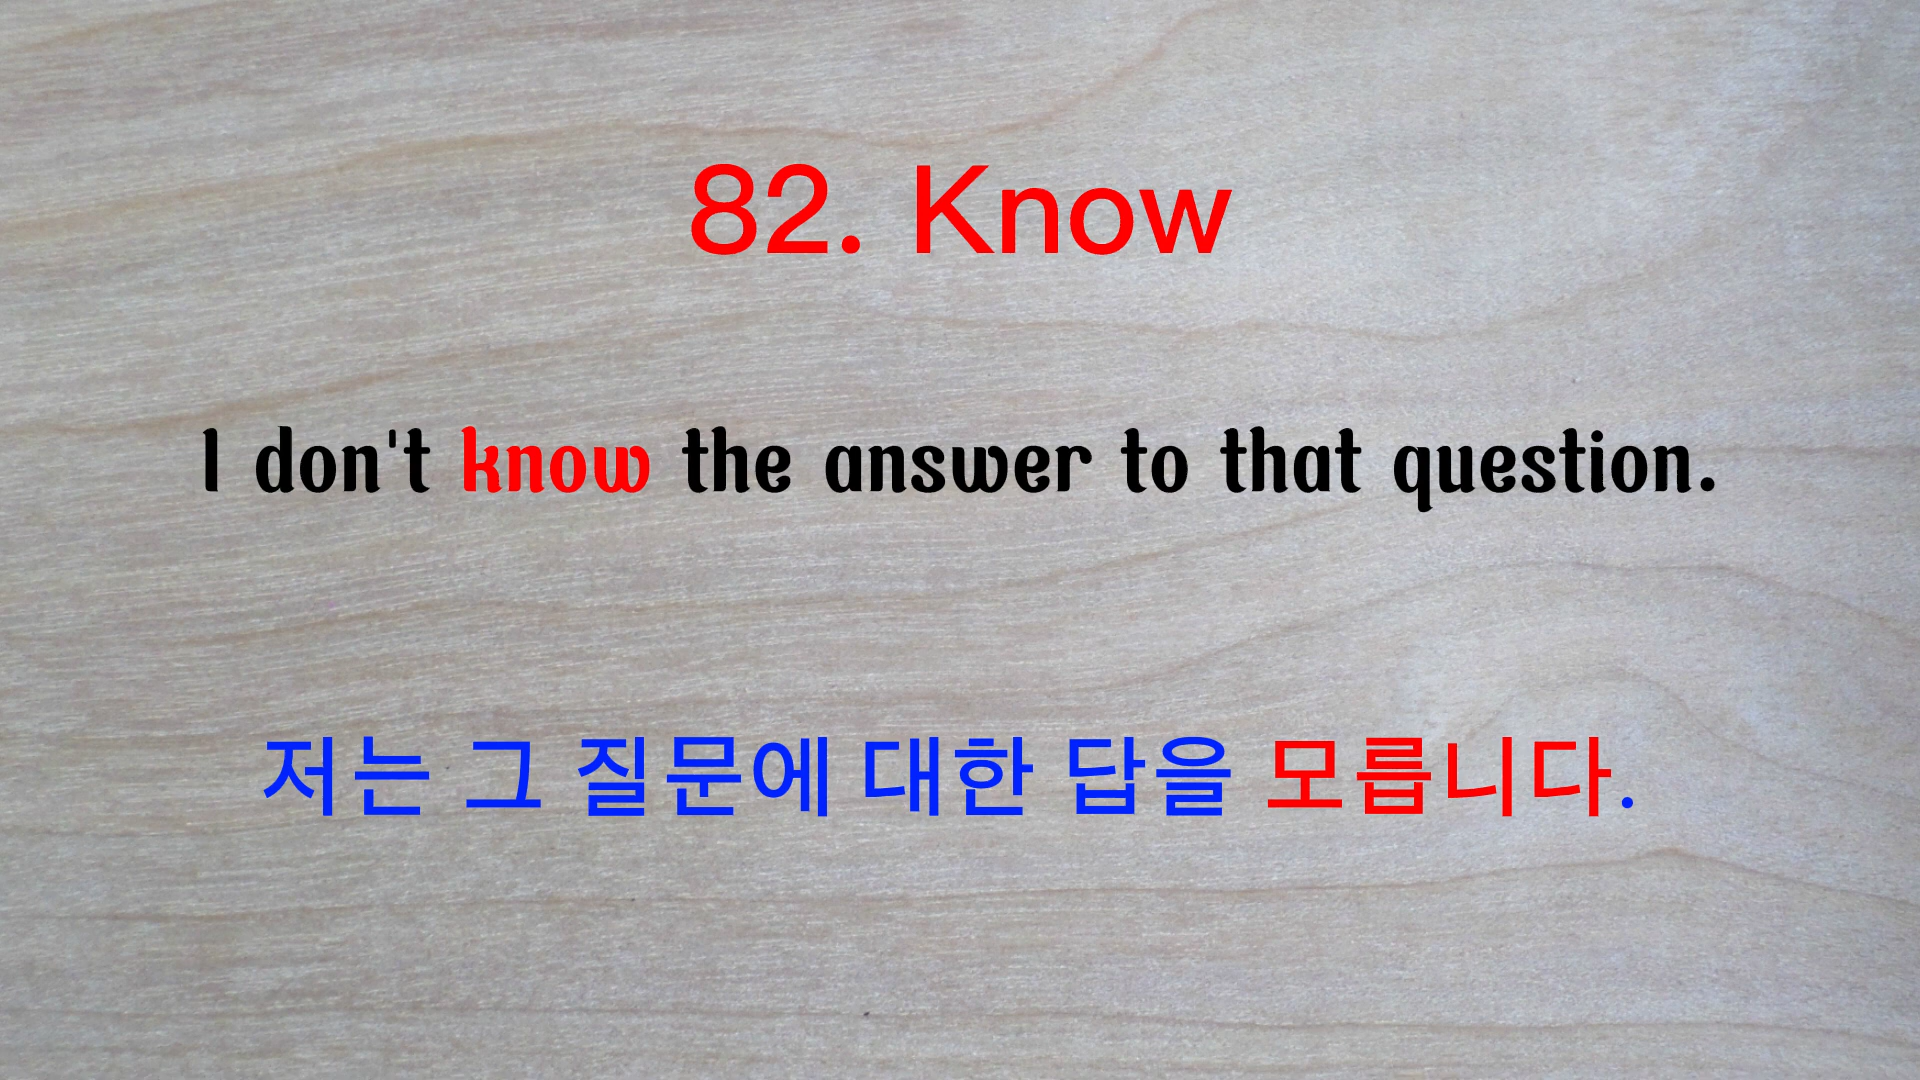 82. Know
I don't know the answer to that question.
저는 그 질문에 대한 답을 모릅니다.